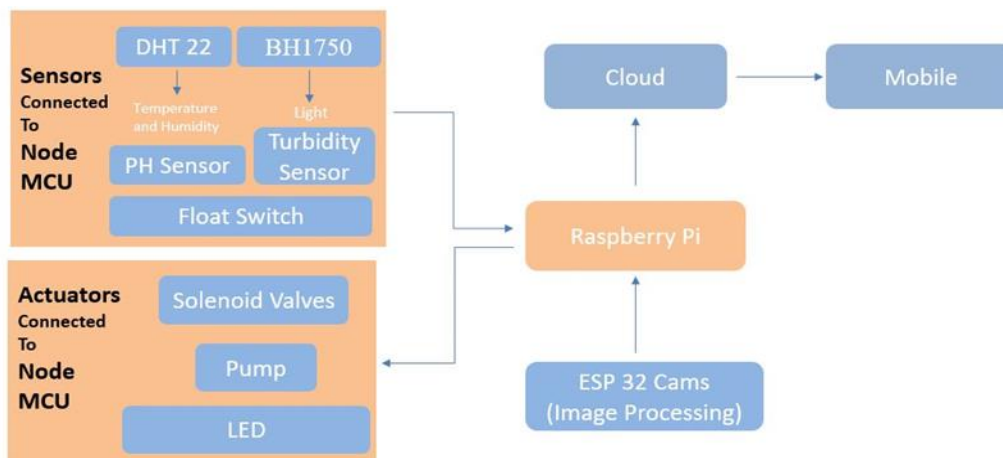 Sensors
Connected
To
Node
MCU
DHT 22
BH1750
Temperature
and Humidity
Light
PH Sensor
Turbidity
Sensor
Float Switch
Actuators
Connected
To
Node
MCU
Solenoid Valves
Pump
LED
Cloud
Mobile
Raspberry Pi
ESP 32 Cams
(Image Processing)